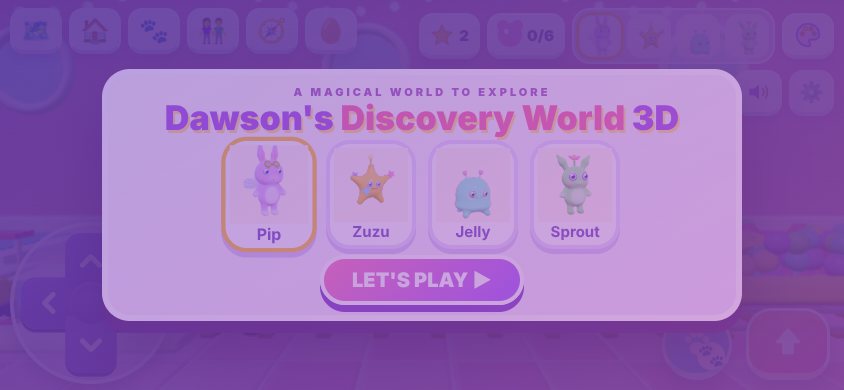 2
0/6
A MAGICAL WORLD TO EXPLORE
Dawson's Discovery World 3D
Pip
Zuzu
Jelly
Sprout
LET'S PLAY ▶